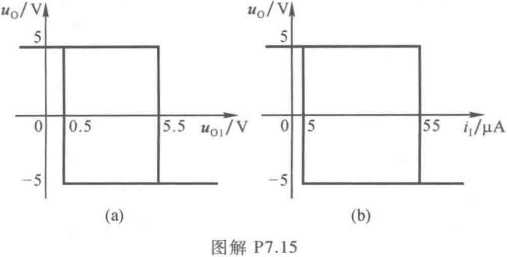 u_O/V
5
0
0.5
5.5
u_O1/V
-5
(a)
u_O/V
5
0
5
55
i_I/μA
-5
(b)
图解 P7.15